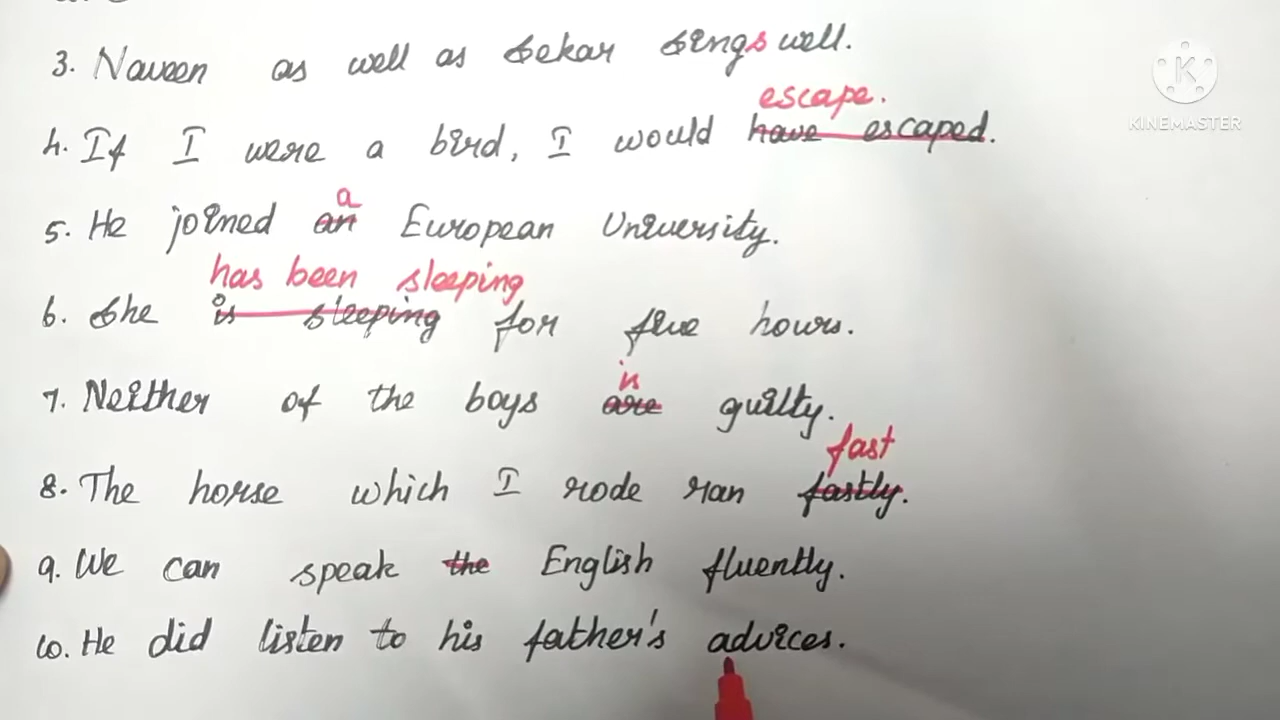 3. Naveen as well as Sekar sings well.
KINEMASTER
escape.
4. If I were a bird, I would have escaped.
a
5. He joined an European University.
has been sleeping
6. She is sleeping for five hours.
is
7. Neither of the boys are guilty.
fast
8. The horse which I rode ran fastly.
9. We can speak the English fluently.
10. He did listen to his father's advices.